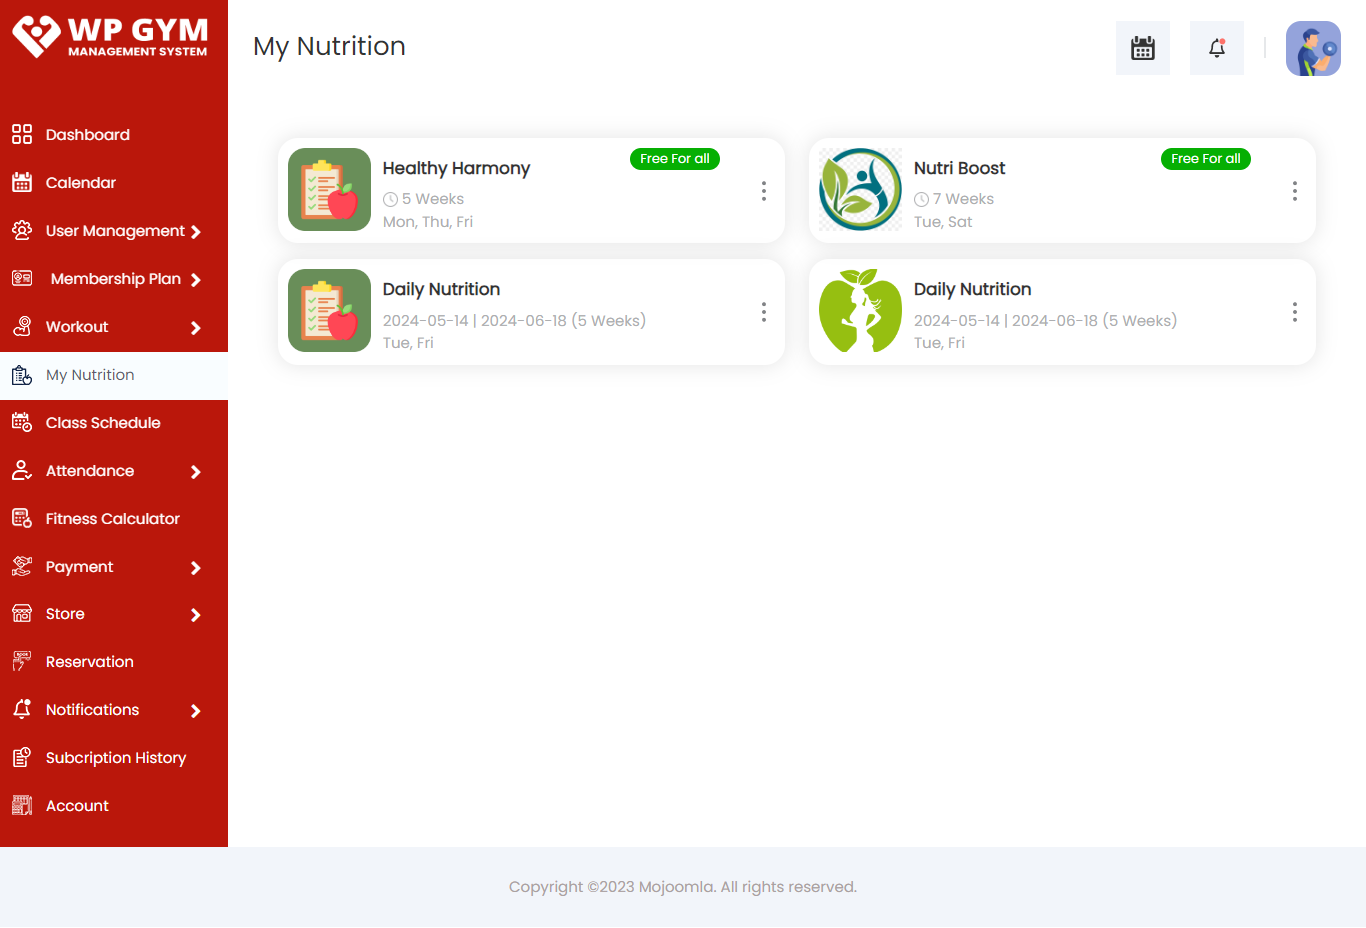 WP GYM
MANAGEMENT SYSTEM
My Nutrition
Dashboard
Calendar
User Management
Membership Plan
Workout
My Nutrition
Class Schedule
Attendance
Fitness Calculator
Payment
Store
Reservation
Notifications
Subcription History
Account
Healthy Harmony
Free For all
5 Weeks
Mon, Thu, Fri
Nutri Boost
Free For all
7 Weeks
Tue, Sat
Daily Nutrition
2024-05-14 | 2024-06-18 (5 Weeks)
Tue, Fri
Daily Nutrition
2024-05-14 | 2024-06-18 (5 Weeks)
Tue, Fri
Copyright ©2023 Mojoomla. All rights reserved.